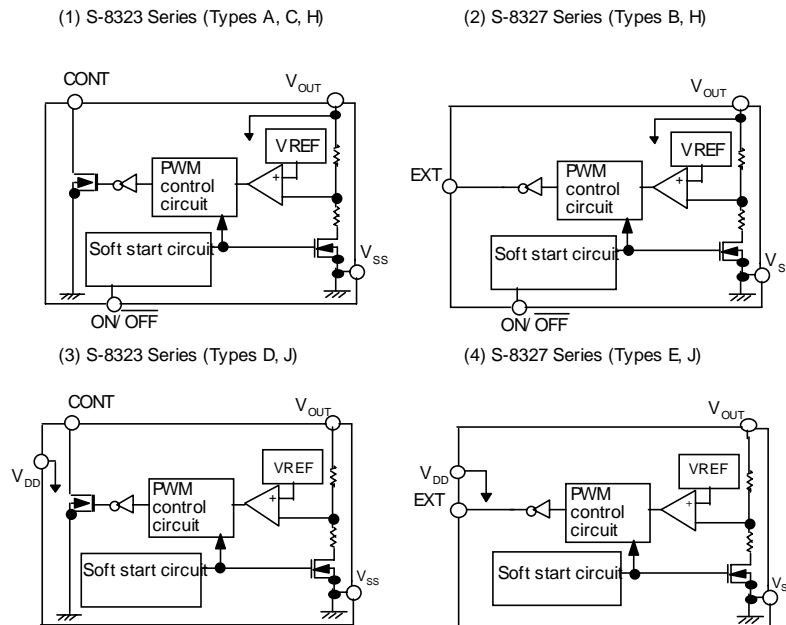 (1) S-8323 Series (Types A, C, H)
CONT
VOUT
VREF
+
PWM
control
circuit
Soft start circuit
VSS
ON/OFF
(2) S-8327 Series (Types B, H)
VOUT
EXT
VREF
+
PWM
control
circuit
Soft start circuit
VS
ON/OFF
(3) S-8323 Series (Types D, J)
CONT
VOUT
VDD
VREF
+
PWM
control
circuit
Soft start circuit
VSS
(4) S-8327 Series (Types E, J)
VOUT
VDD
EXT
VREF
+
PWM
control
circuit
Soft start circuit
VS